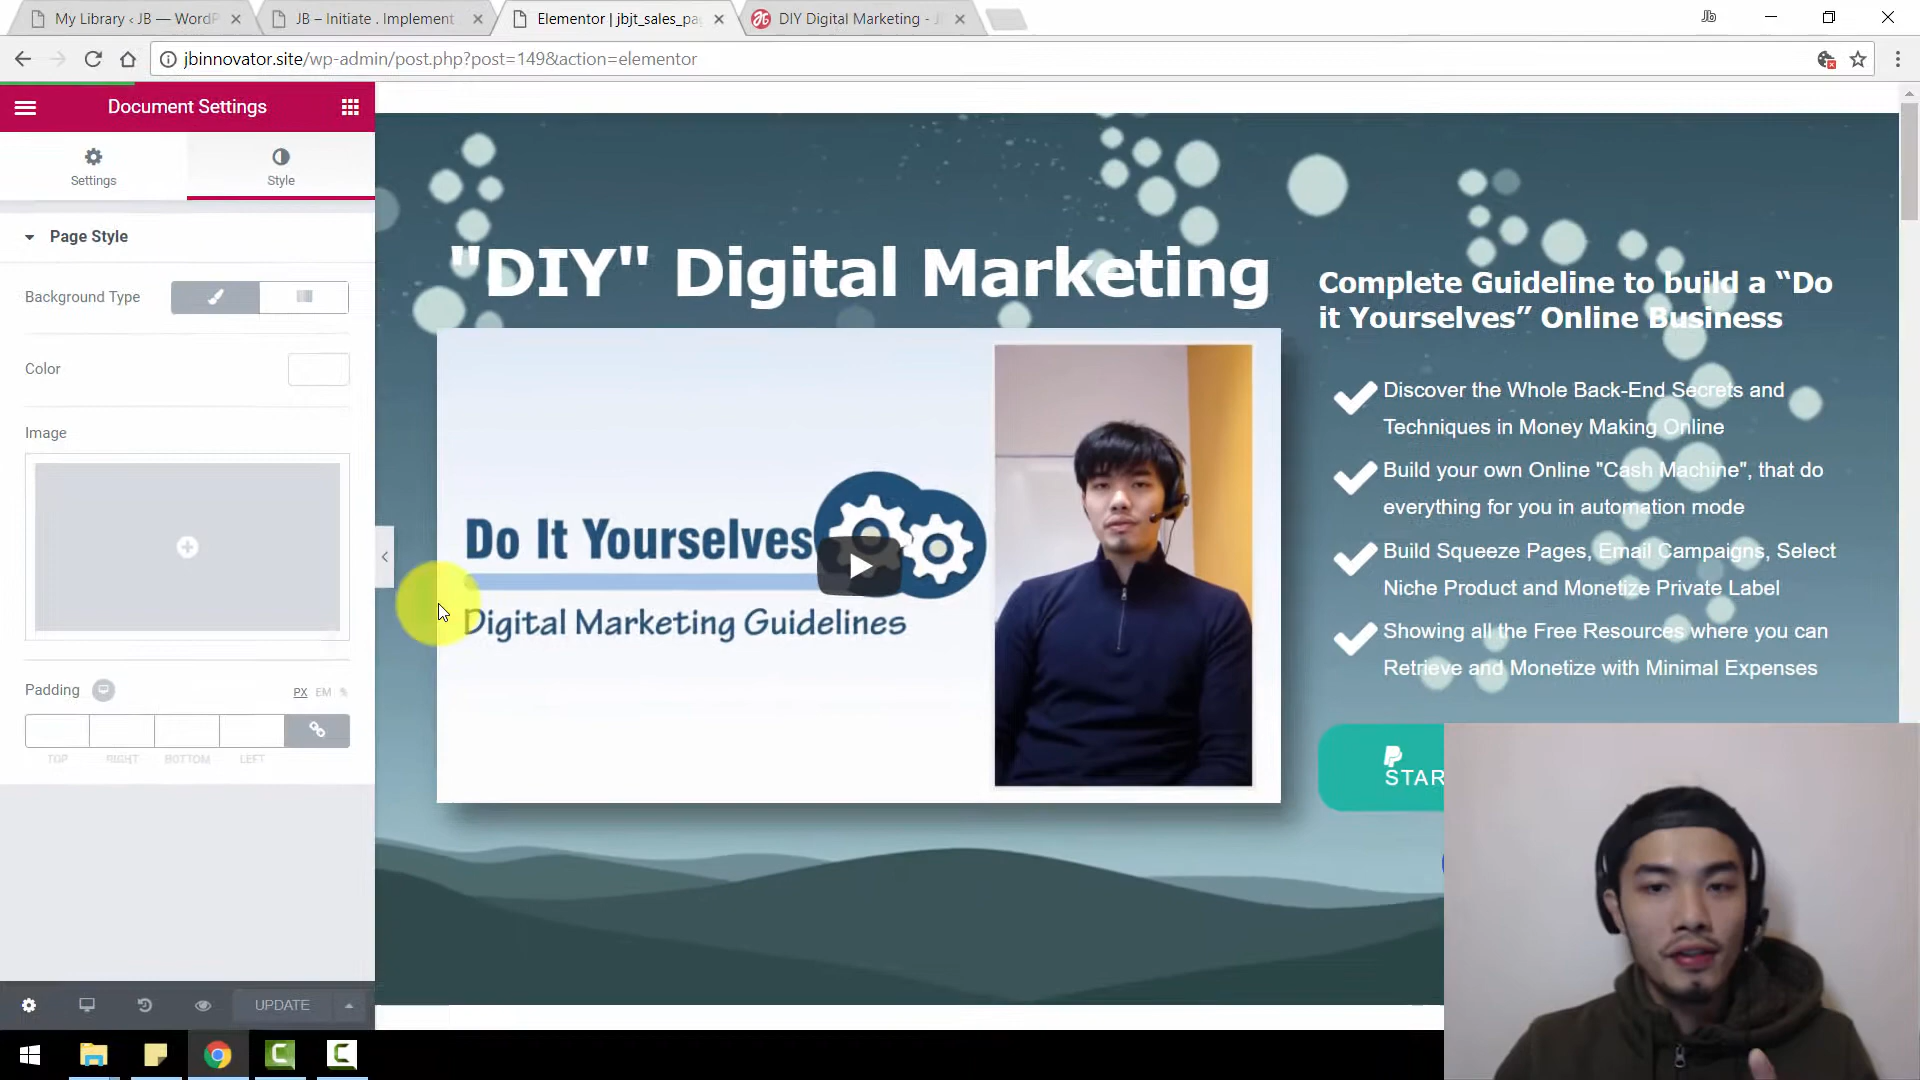 My Library ‹ JB — WordP
JB – Initiate . Implement
Elementor | jbjt_sales_pa
DIY Digital Marketing - J
Jb
jbinnovator.site/wp-admin/post.php?post=149&action=elementor
Document Settings
Settings
Style
Page Style
Background Type
Color
Image
Padding
PX EM %
TOP RIGHT BOTTOM LEFT
UPDATE
"DIY" Digital Marketing
Do It Yourselves
Digital Marketing Guidelines
Complete Guideline to build a “Do
it Yourselves” Online Business
Discover the Whole Back-End Secrets and
Techniques in Money Making Online
Build your own Online "Cash Machine", that do
everything for you in automation mode
Build Squeeze Pages, Email Campaigns, Select
Niche Product and Monetize Private Label
Showing all the Free Resources where you can
Retrieve and Monetize with Minimal Expenses
STAR